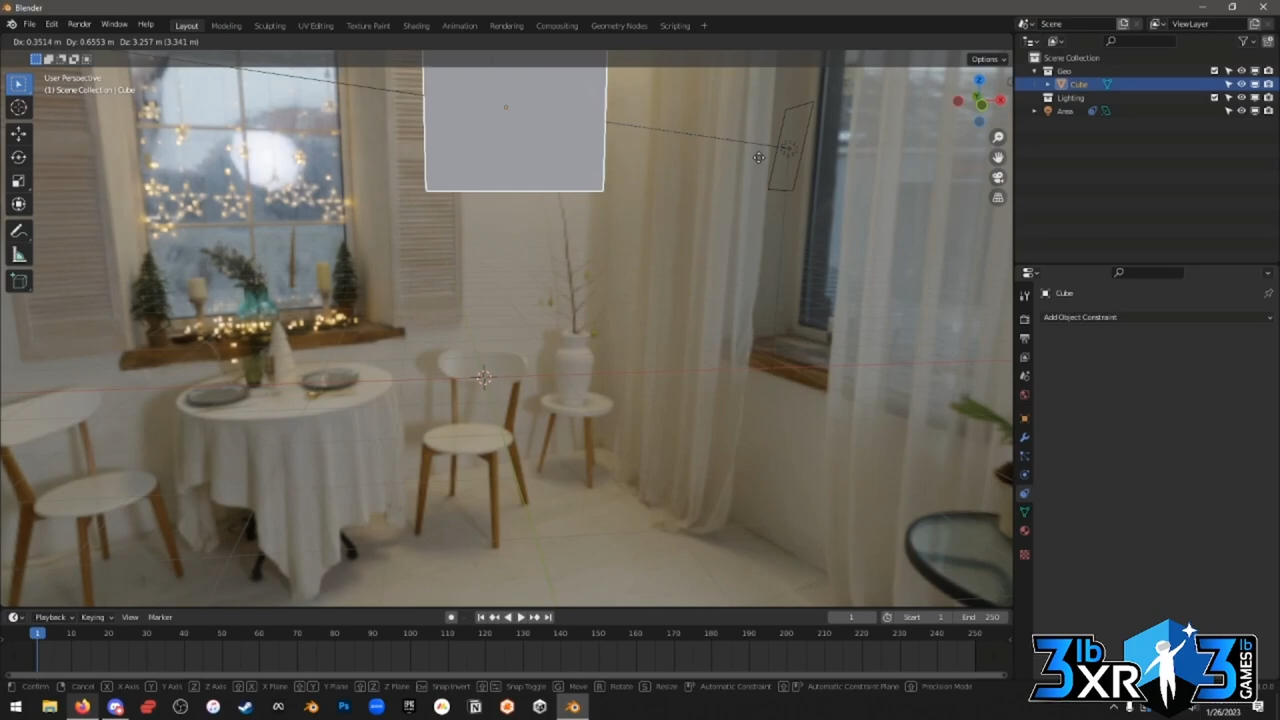 Blender
File Edit Render Window Help Layout Modeling Sculpting UV Editing Texture Paint Shading Animation Rendering Compositing Geometry Nodes Scripting + Scene ViewLayer
Dx: 0.3514 m Dy: 0.6553 m Dz: 3.257 m (3.341 m)
Options
User Perspective
(1) Scene Collection | Cube
Scene Collection
Geo
Cube
Lighting
Area
Cube
Add Object Constraint
Playback Keying View Marker 1 Start 1 End 250
1 10 20 30 40 50 60 70 80 90 100 110 120 130 140 150 160 170 180 190 200 210 220 230 240 250
Confirm Cancel X X Axis Y Y Axis Z Z Axis X X Plane Y Y Plane Z Z Plane Snap Invert Snap Toggle G Move R Rotate S Resize Automatic Constraint Automatic Constraint Plane Precision Mode
3lb XR
3lb GAMES
1/26/2023